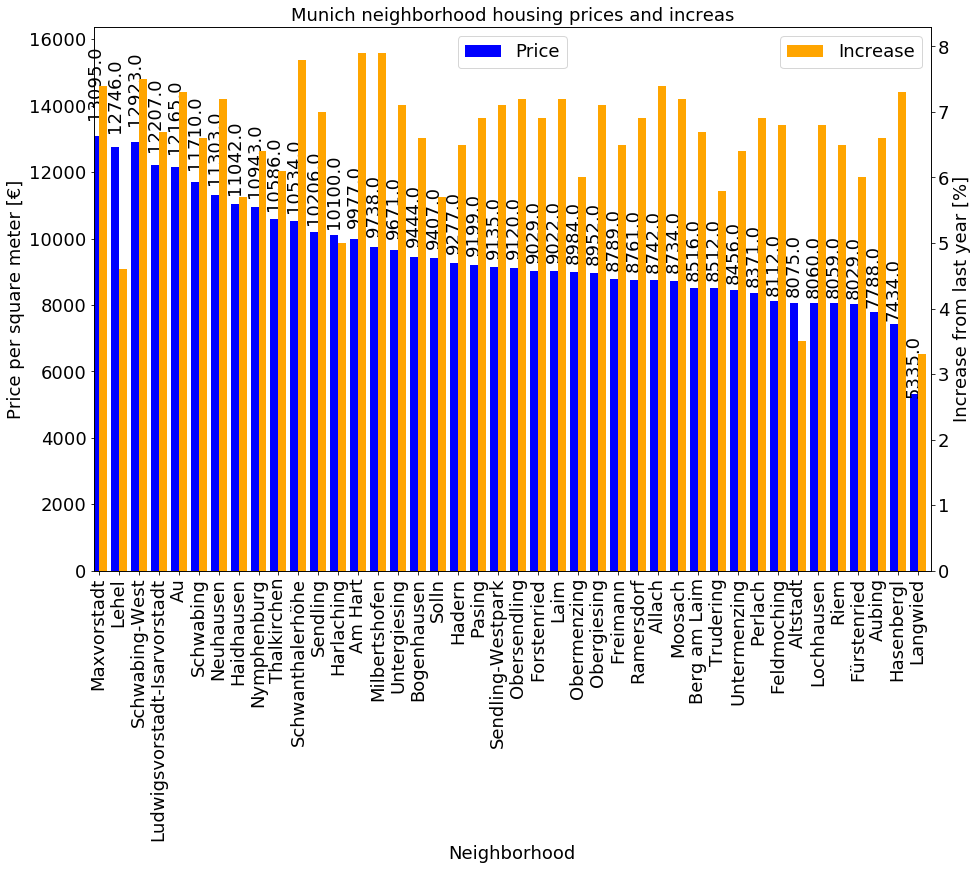 Munich neighborhood housing prices and increas
Price
Increase
Price per square meter [€]
16000
14000
12000
10000
8000
6000
4000
2000
0
8
7
6
5
4
3
2
1
0
Increase from last year [%]
13095.0
12746.0
12923.0
12207.0
12165.0
11710.0
11303.0
11042.0
10943.0
10586.0
10534.0
10206.0
10100.0
9977.0
9738.0
9671.0
9444.0
9407.0
9277.0
9199.0
9135.0
9120.0
9029.0
9022.0
8984.0
8952.0
8789.0
8761.0
8742.0
8734.0
8516.0
8512.0
8456.0
8371.0
8112.0
8075.0
8060.0
8059.0
8029.0
7788.0
7434.0
5335.0
Maxvorstadt
Lehel
Schwabing-West
Ludwigsvorstadt-Isarvorstadt
Au
Schwabing
Neuhausen
Haidhausen
Nymphenburg
Thalkirchen
Schwanthalerhöhe
Sendling
Harlaching
Am Hart
Milbertshofen
Untergiesing
Bogenhausen
Solln
Hadern
Pasing
Sendling-Westpark
Obersendling
Forstenried
Laim
Obermenzing
Obergiesing
Freimann
Ramersdorf
Allach
Moosach
Berg am Laim
Trudering
Untermenzing
Perlach
Feldmoching
Altstadt
Lochhausen
Riem
Fürstenried
Aubing
Hasenbergl
Langwied
Neighborhood